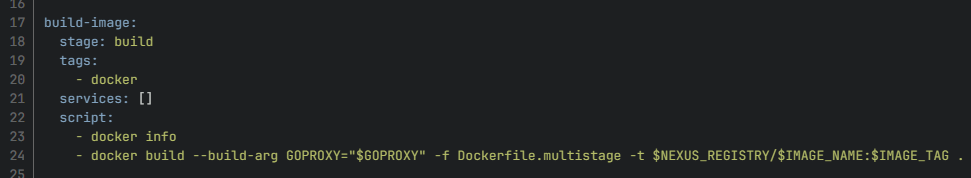 16
17 build-image:
18   stage: build
19   tags:
20     - docker
21   services: []
22   script:
23     - docker info
24     - docker build --build-arg GOPROXY="$GOPROXY" -f Dockerfile.multistage -t $NEXUS_REGISTRY/$IMAGE_NAME:$IMAGE_TAG .
25